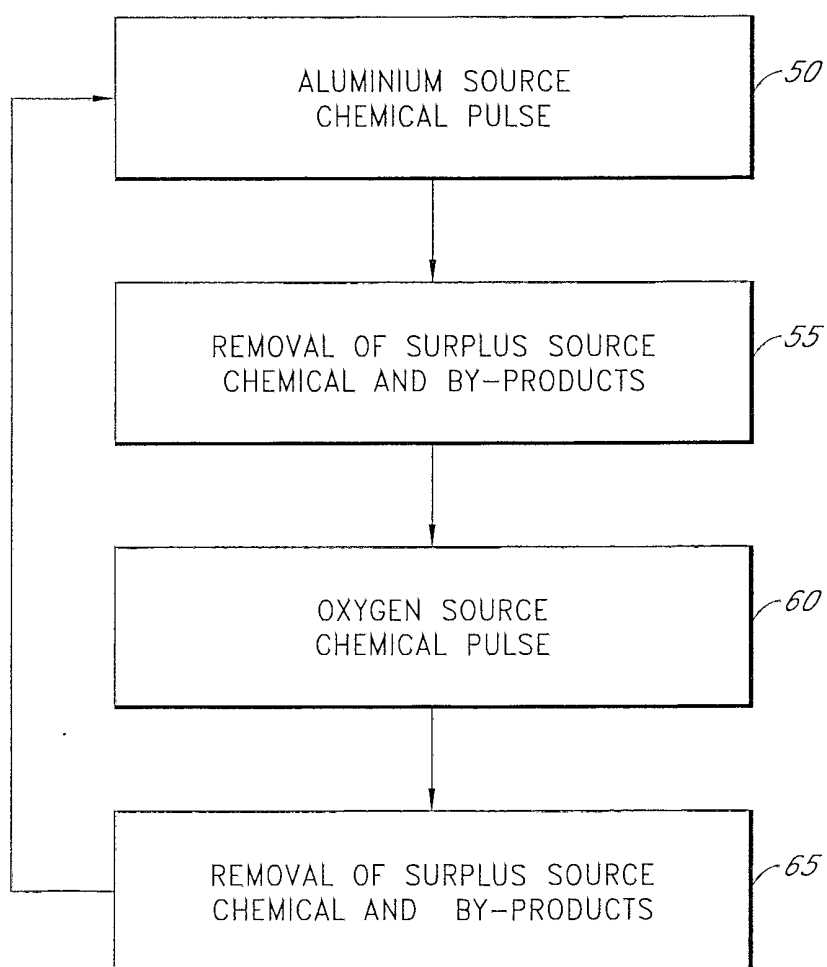 ALUMINIUM SOURCE
CHEMICAL PULSE
50
REMOVAL OF SURPLUS SOURCE
CHEMICAL AND BY-PRODUCTS
55
OXYGEN SOURCE
CHEMICAL PULSE
60
REMOVAL OF SURPLUS SOURCE
CHEMICAL AND BY-PRODUCTS
65